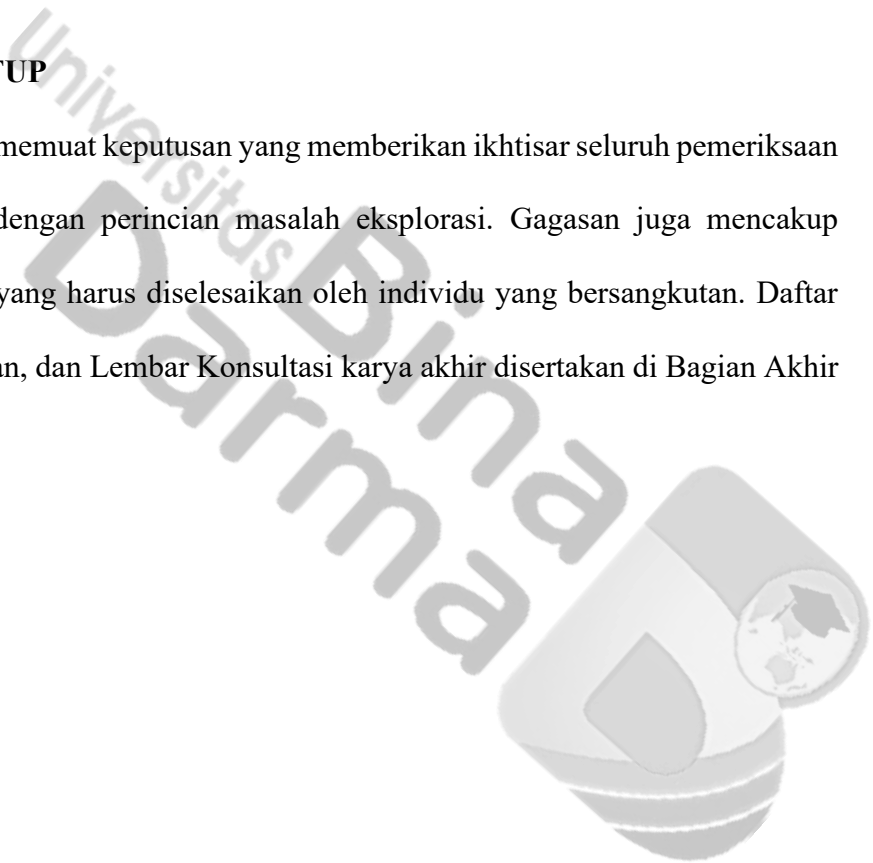 TUP
memuat keputusan yang memberikan ikhtisar seluruh pemeriksaan
dengan perincian masalah eksplorasi. Gagasan juga mencakup
yang harus diselesaikan oleh individu yang bersangkutan. Daftar
an, dan Lembar Konsultasi karya akhir disertakan di Bagian Akhir
Universitas
Bina
Darma